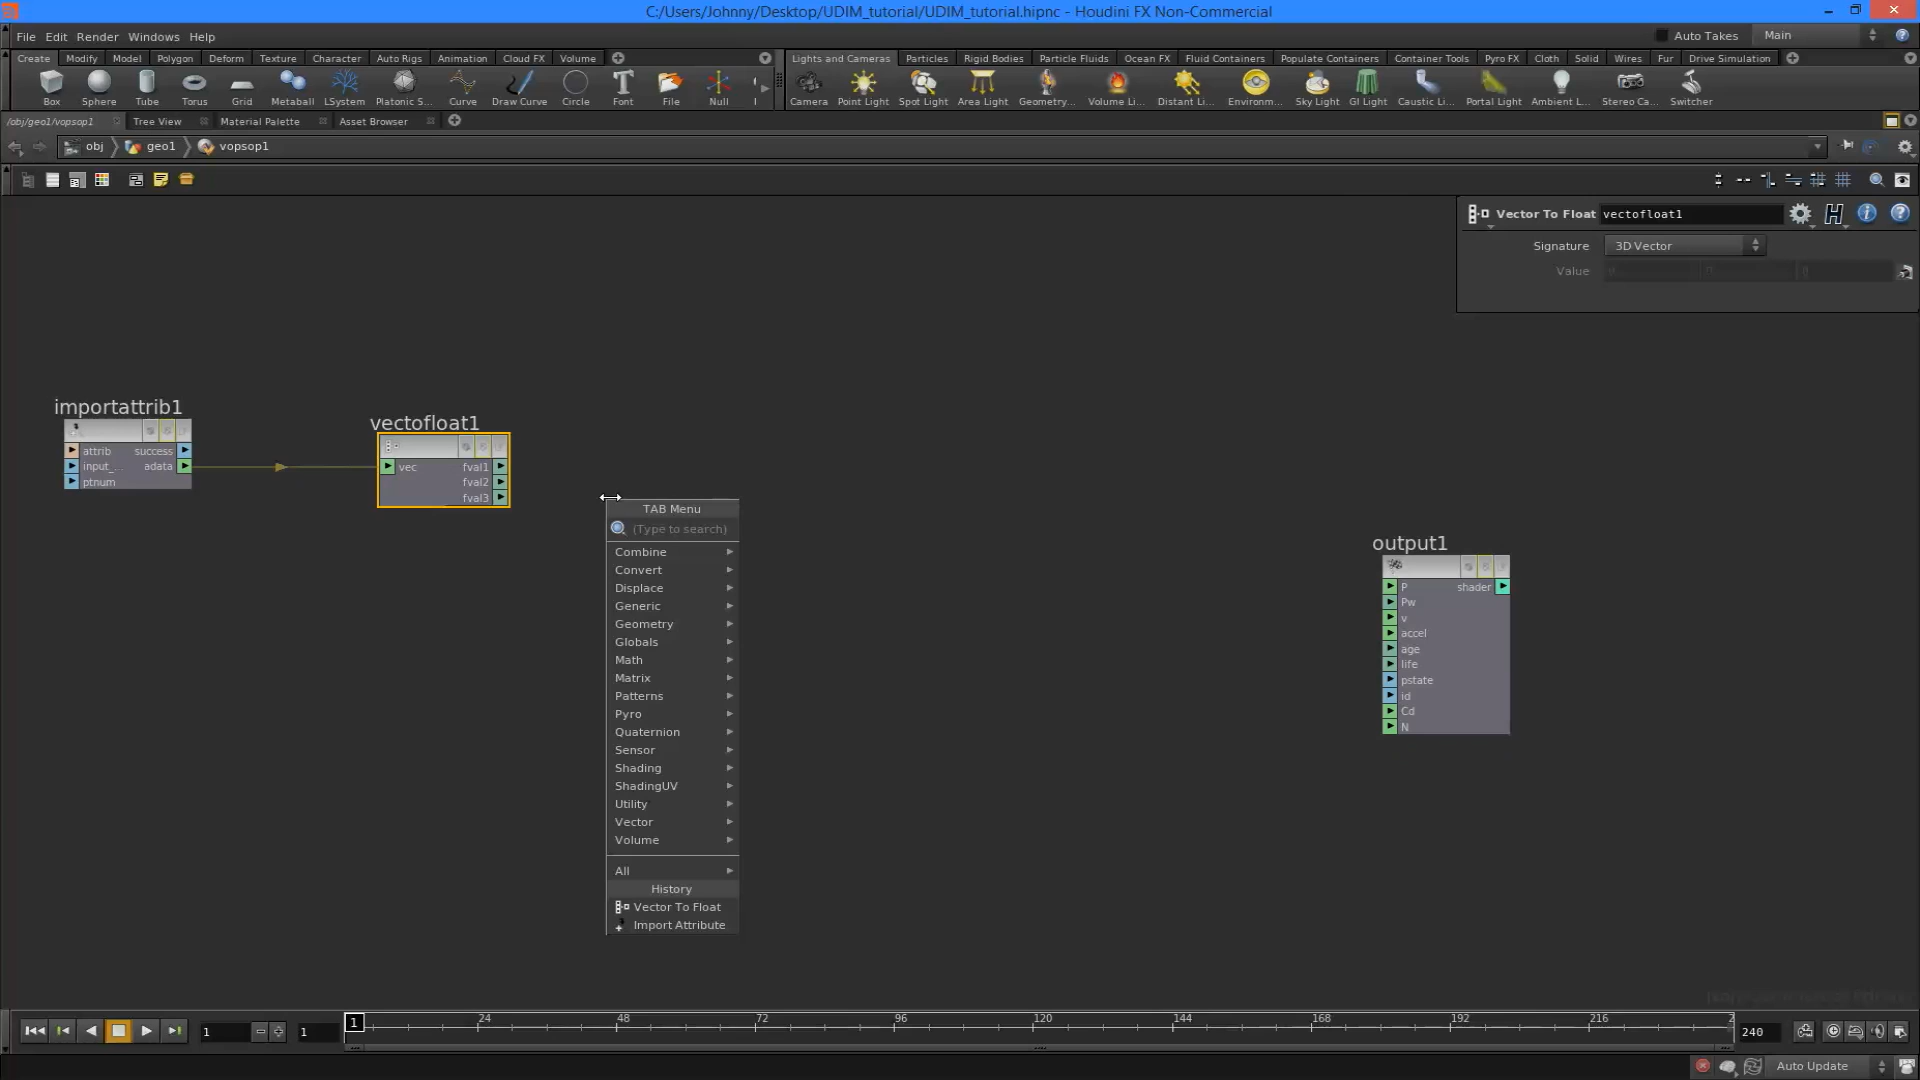 C:/Users/Johnny/Desktop/UDIM_tutorial/UDIM_tutorial.hipnc - Houdini FX Non-Commercial
File Edit Render Windows Help
Auto Takes Main
Create Modify Model Polygon Deform Texture Character Auto Rigs Animation Cloud FX Volume
Lights and Cameras Particles Rigid Bodies Particle Fluids Ocean FX Fluid Containers Populate Containers Container Tools Pyro FX Cloth Solid Wires Fur Drive Simulation
Box Sphere Tube Torus Grid Metaball LSystem Platonic S... Curve Draw Curve Circle Font File Null
Camera Point Light Spot Light Area Light Geometry... Volume Li... Distant Li... Environm... Sky Light GI Light Caustic Li... Portal Light Ambient L... Stereo Ca... Switcher
/obj/geo1/vopsop1 Tree View Material Palette Asset Browser
obj geo1 vopsop1
Vector To Float vectofloat1
Signature 3D Vector
Value
importattrib1
attrib success
input_... adata
ptnum
vectofloat1
vec fval1
fval2
fval3
TAB Menu
(Type to search)
Combine
Convert
Displace
Generic
Geometry
Globals
Math
Matrix
Patterns
Pyro
Quaternion
Sensor
Shading
ShadingUV
Utility
Vector
Volume
All
History
Vector To Float
Import Attribute
output1
P shader
Pw
v
accel
age
life
pstate
id
Cd
N
1 1 1 24 48 72 96 120 144 168 192 216 2 240
Auto Update